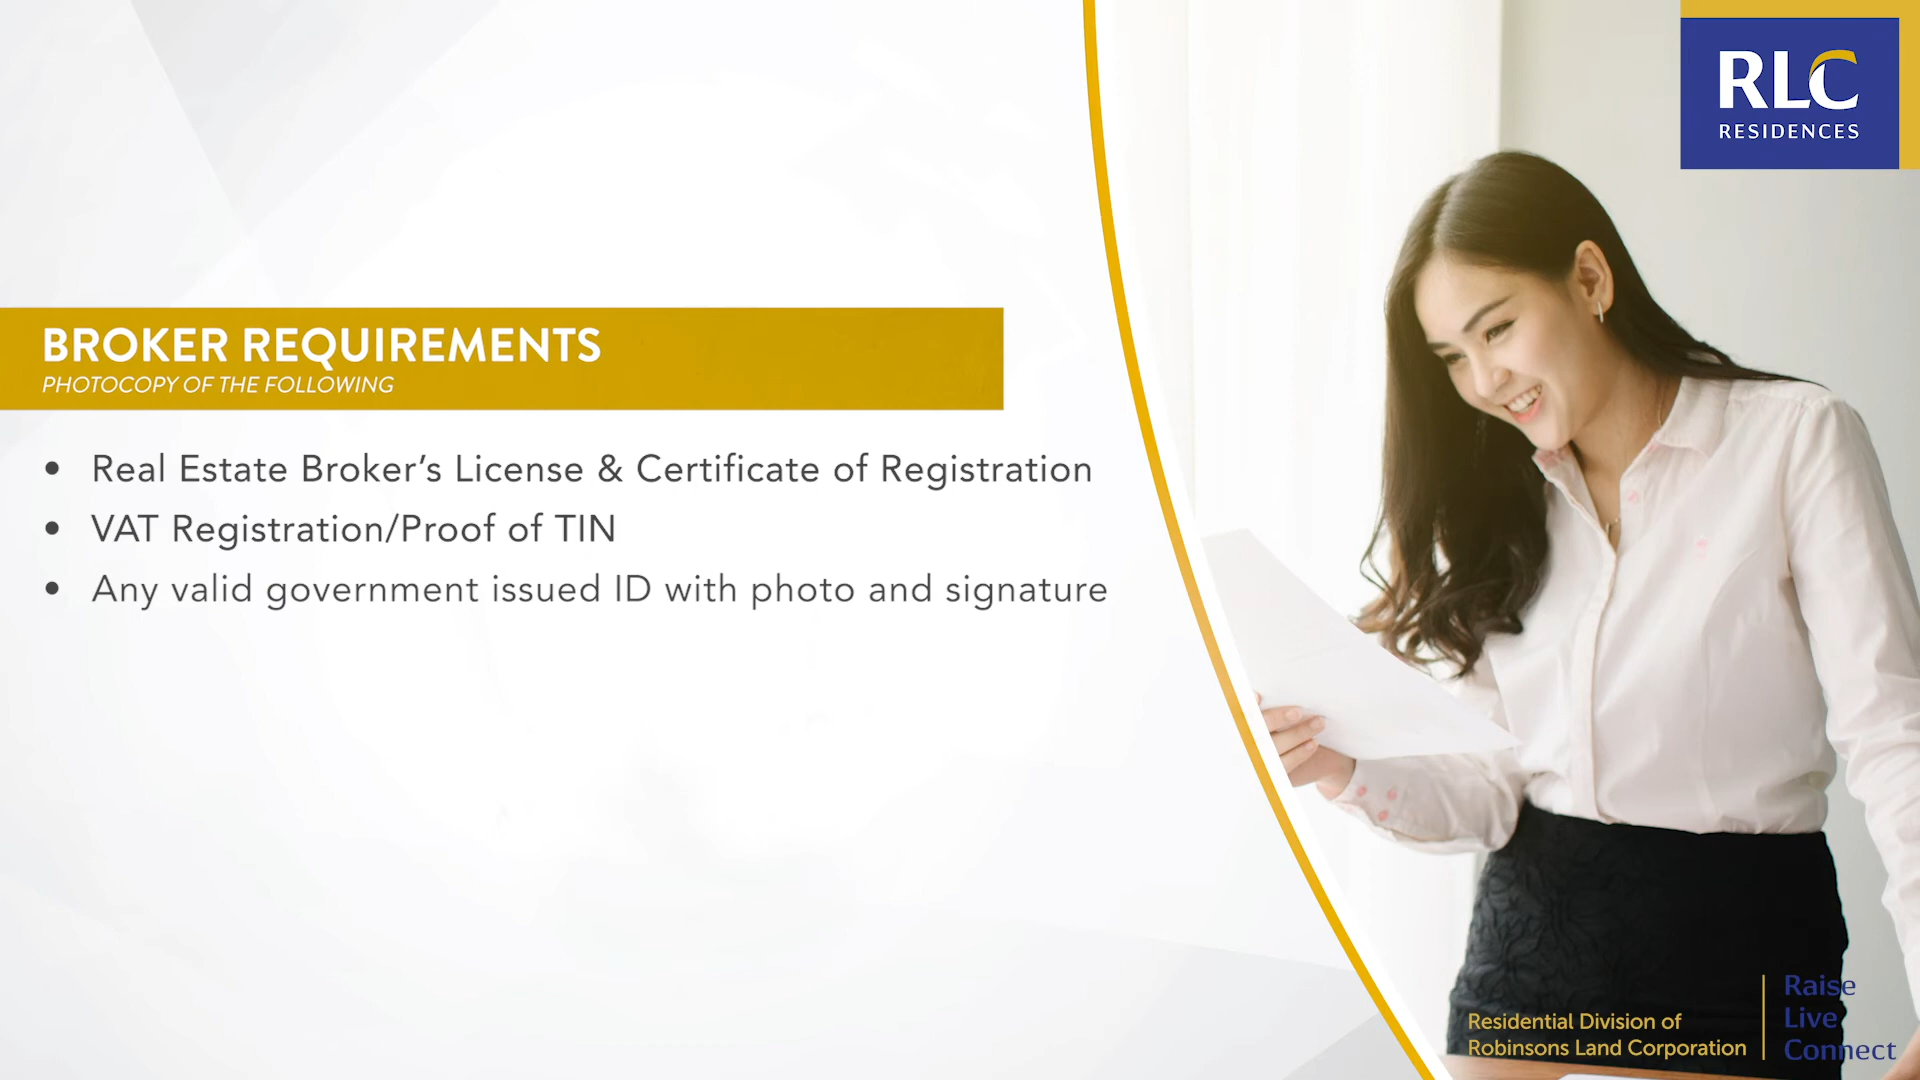 RLC
RESIDENCES
BROKER REQUIREMENTS
PHOTOCOPY OF THE FOLLOWING
• Real Estate Broker’s License & Certificate of Registration
• VAT Registration/Proof of TIN
• Any valid government issued ID with photo and signature
Residential Division of
Robinsons Land Corporation
Raise
Live
Connect